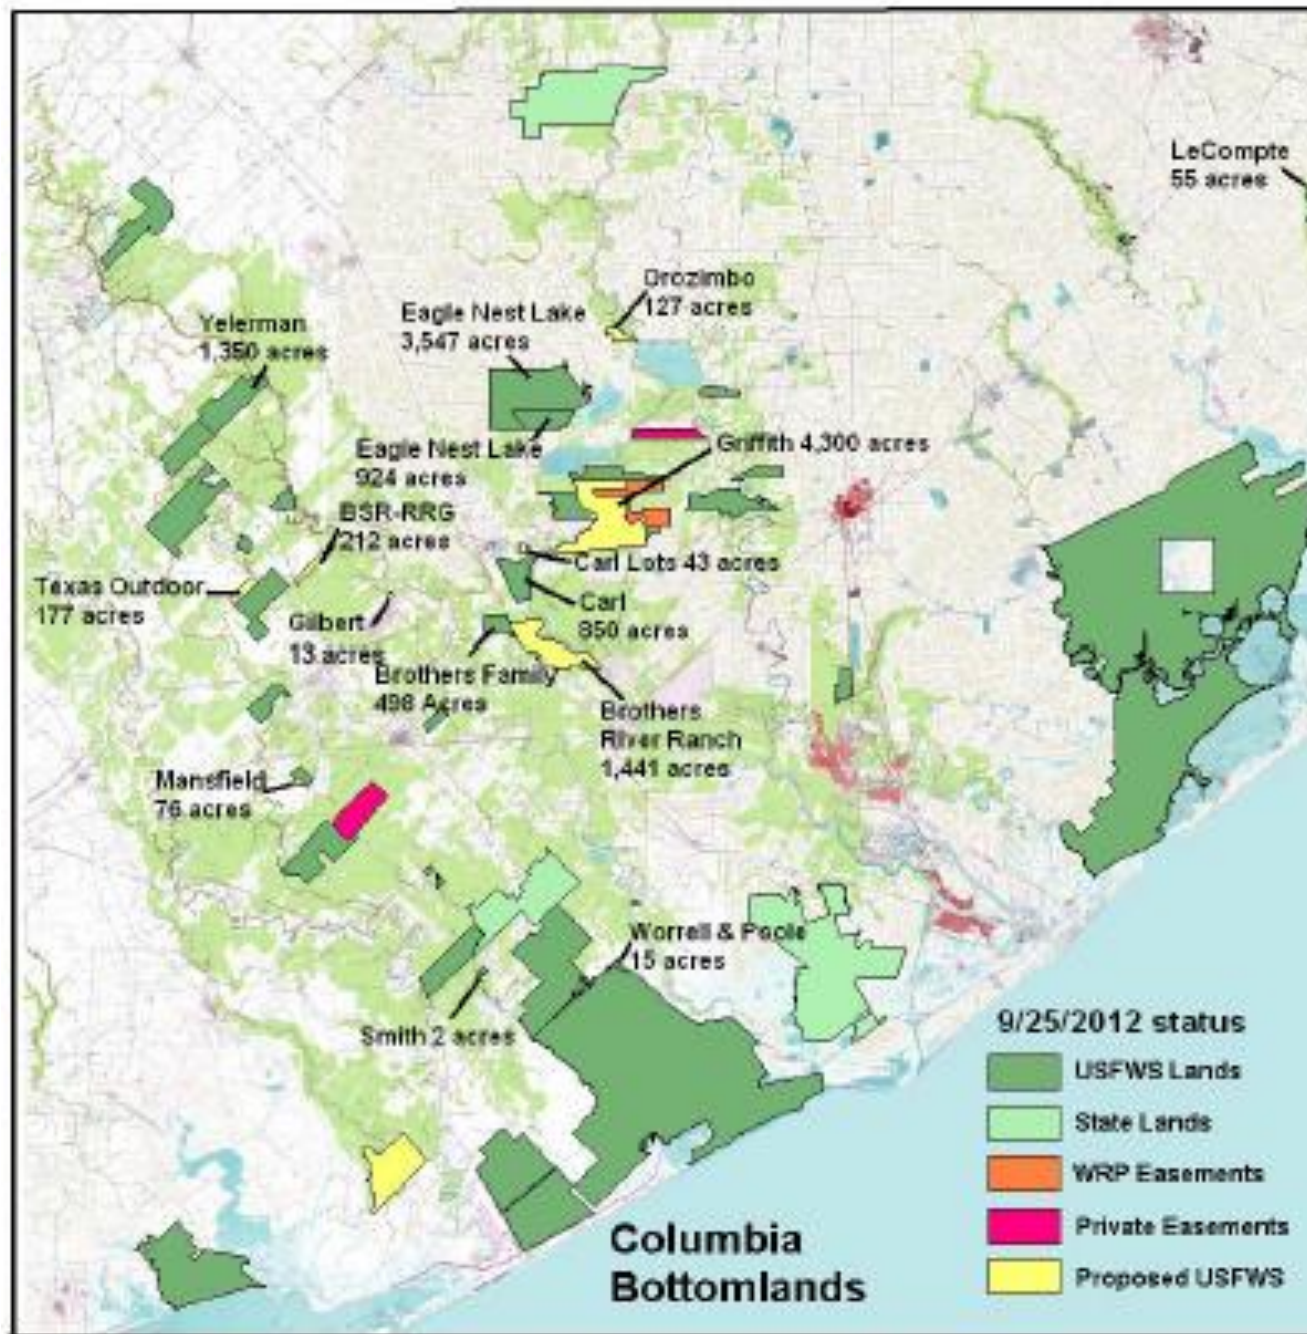 LeCompte
55 acres
Orozimbo
127 acres
Eagle Nest Lake
3,547 acres
Yelerman
1,350 acres
Griffith 4,300 acres
Eagle Nest Lake
924 acres
BSR-RRG
212 acres
Carl Lots 43 acres
Texas Outdoor
177 acres
Carl
850 acres
Gilbert
13 acres
Brothers Family
498 Acres
Brothers
River Ranch
1,441 acres
Mansfield
76 acres
Worrell & Poole
15 acres
Smith 2 acres
9/25/2012 status
USFWS Lands
State Lands
WRP Easements
Private Easements
Proposed USFWS
Columbia
Bottomlands